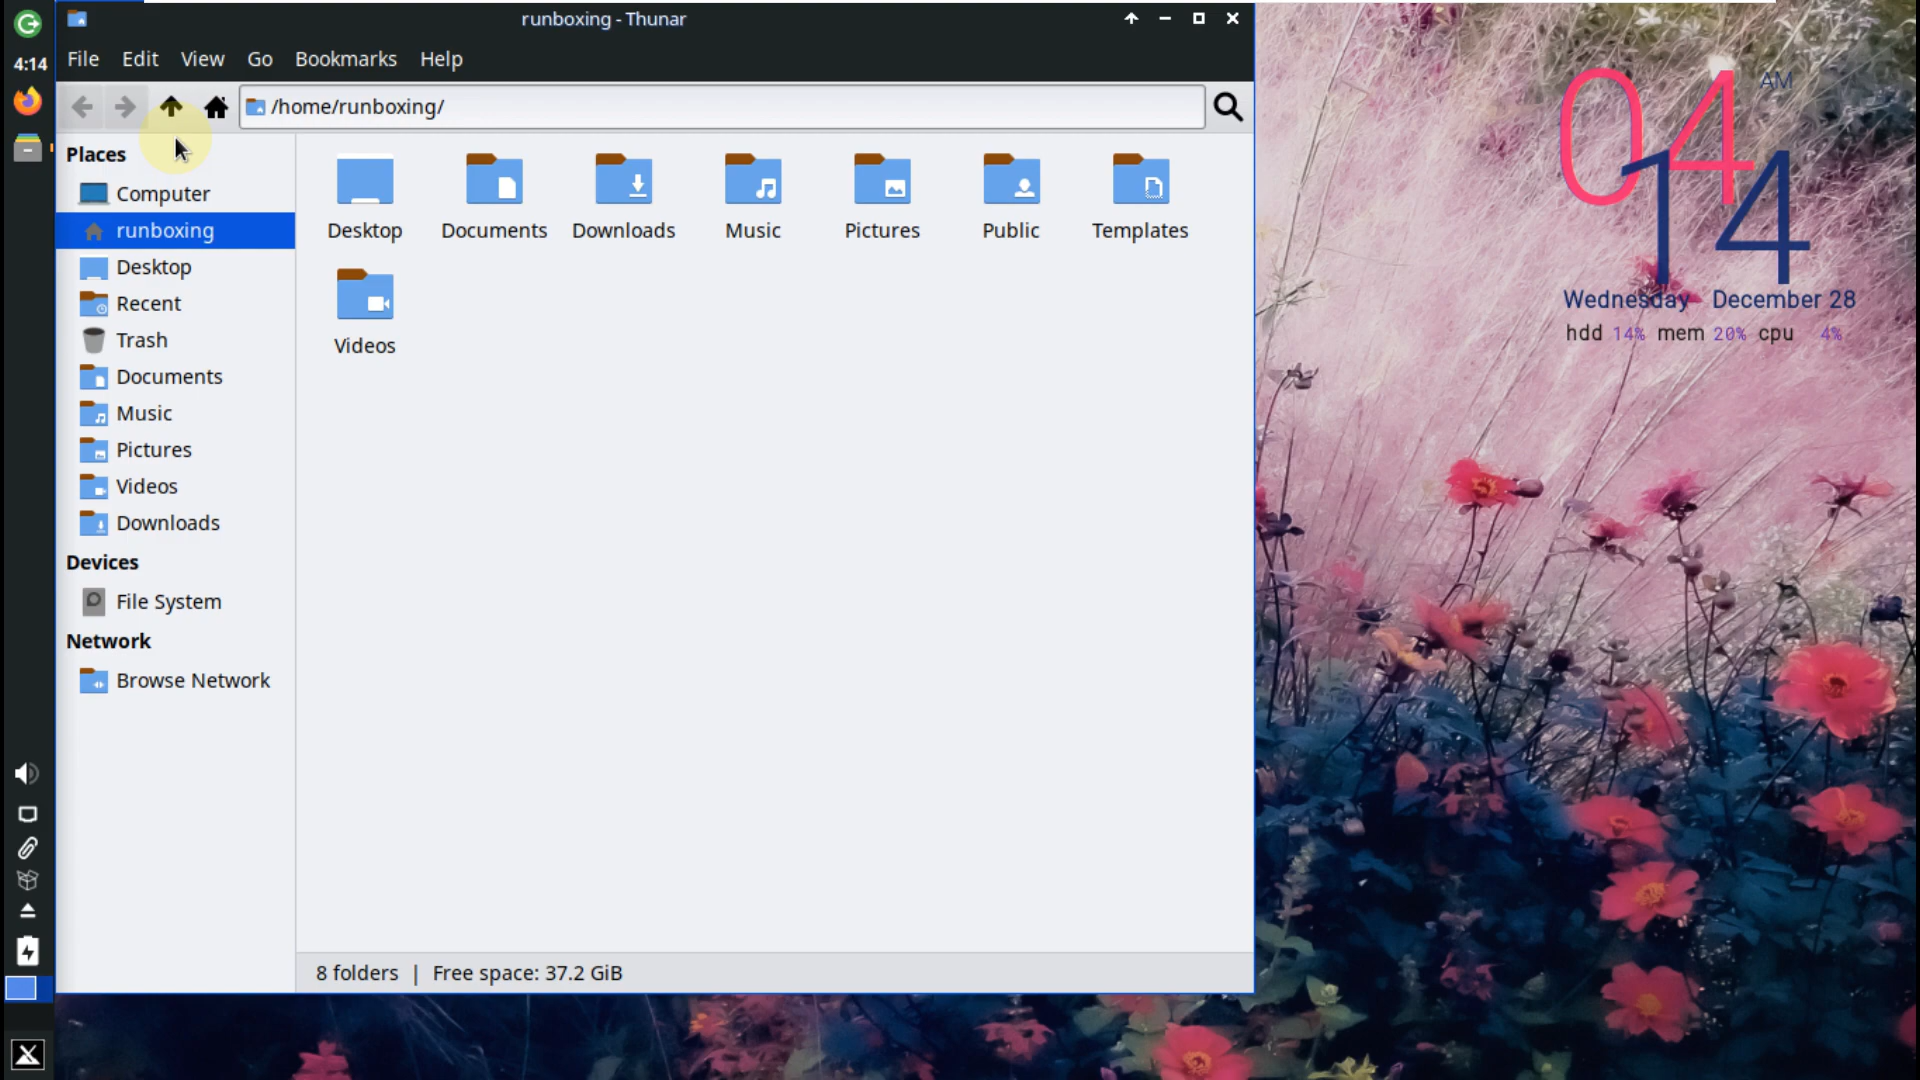 runboxing - Thunar
4:14
File Edit View Go Bookmarks Help
/home/runboxing/
Places
Computer
runboxing
Desktop
Recent
Trash
Documents
Music
Pictures
Videos
Downloads
Devices
File System
Network
Browse Network
Desktop Documents Downloads Music Pictures Public Templates
Videos
8 folders | Free space: 37.2 GiB
04 AM
14
Wednesday December 28
hdd 14% mem 20% cpu 4%